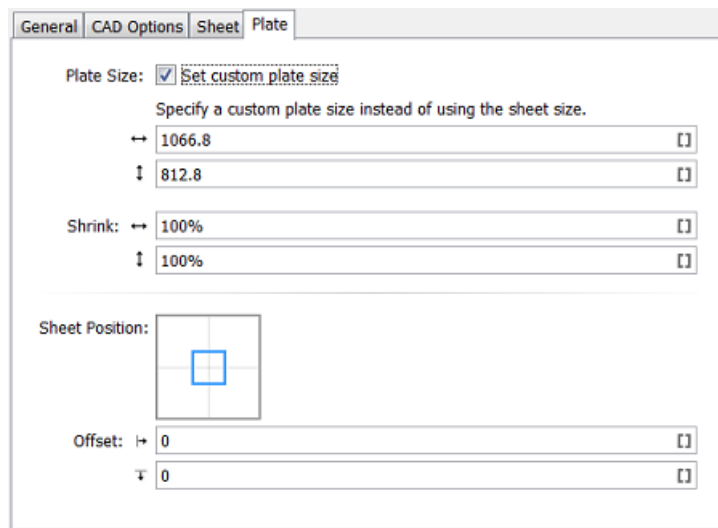 General CAD Options Sheet Plate
Plate Size: Set custom plate size
Specify a custom plate size instead of using the sheet size.
1066.8
812.8
Shrink: 100%
100%
Sheet Position:
Offset: 0
0